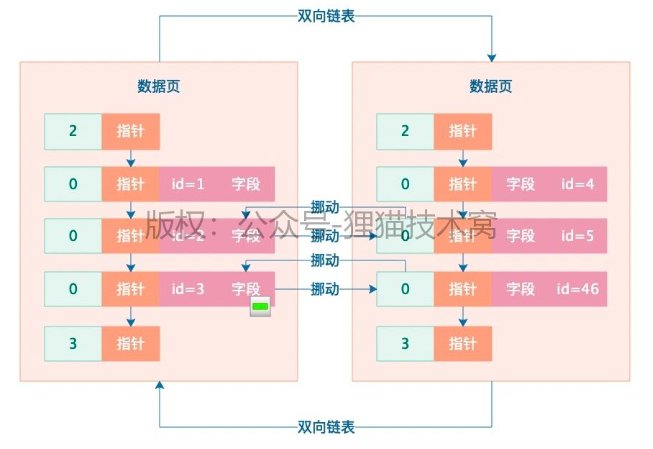 双向链表
数据页
2 指针
0 指针 id=1 字段
0 指针 id=2 字段
0 指针 id=3 字段
3 指针
挪动
挪动
挪动
挪动
数据页
2 指针
0 指针 字段 id=4
0 指针 字段 id=5
0 指针 字段 id=46
3 指针
双向链表
版权：公众号-狸猫技术窝